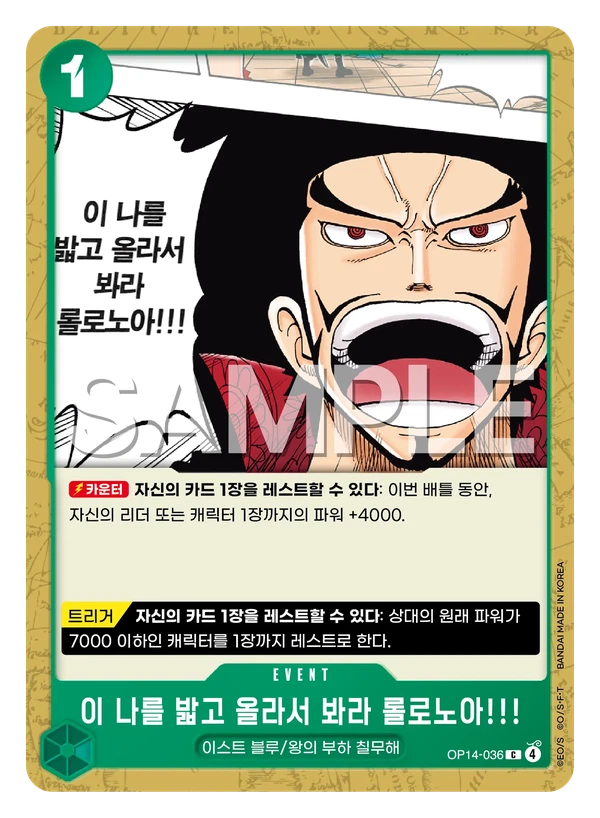 1
이 나를
밟고 올라서
봐라
롤로노아!!!
SAMPLE
카운터 자신의 카드 1장을 레스트할 수 있다: 이번 배틀 동안,
자신의 리더 또는 캐릭터 1장까지의 파워 +4000.
트리거 자신의 카드 1장을 레스트할 수 있다: 상대의 원래 파워가
7000 이하인 캐릭터를 1장까지 레스트로 한다.
EVENT
이 나를 밟고 올라서 봐라 롤로노아!!!
이스트 블루/왕의 부하 칠무해
OP14-036 C 4
©E.O/S. ©O/S·F·T BANDAI MADE IN KOREA